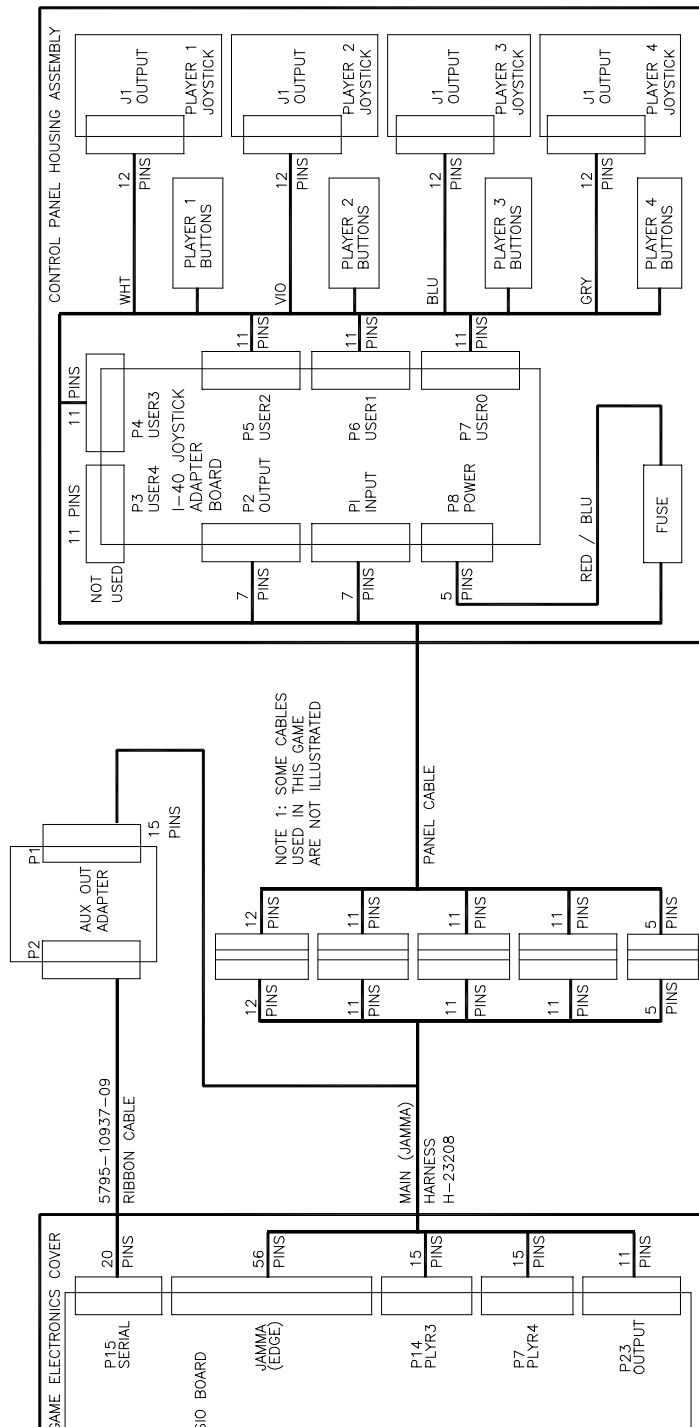 CONTROL PANEL HOUSING ASSEMBLY
J1
OUTPUT
PLAYER 1
JOYSTICK
J1
OUTPUT
PLAYER 2
JOYSTICK
J1
OUTPUT
PLAYER 3
JOYSTICK
J1
OUTPUT
PLAYER 4
JOYSTICK
12
PINS
12
PINS
12
PINS
12
PINS
WHT
PLAYER 1
BUTTONS
VIO
PLAYER 2
BUTTONS
BLU
PLAYER 3
BUTTONS
GRY
PLAYER 4
BUTTONS
11 PINS
11
PINS
11
PINS
11
PINS
P4
USER3
P5
USER2
P6
USER1
P7
USER0
I-40 JOYSTICK
ADAPTER
BOARD
11 PINS
P3
USER4
P2
OUTPUT
PI
INPUT
P8
POWER
NOT
USED
7
PINS
7
PINS
5
PINS
RED / BLU
FUSE
NOTE 1: SOME CABLES
USED IN THIS GAME
ARE NOT ILLUSTRATED
PANEL CABLE
P1
15
PINS
AUX OUT
ADAPTER
P2
12
PINS
11
PINS
11
PINS
11
PINS
5
PINS
12
PINS
11
PINS
11
PINS
11
PINS
5
PINS
5795-10937-09
RIBBON CABLE
MAIN (JAMMA)
HARNESS
H-23208
GAME ELECTRONICS COVER
20
PINS
56
PINS
15
PINS
15
PINS
11
PINS
P15
SERIAL
JAMMA
(EDGE)
P14
PLYR3
P7
PLYR4
P23
OUTPUT
SIO BOARD